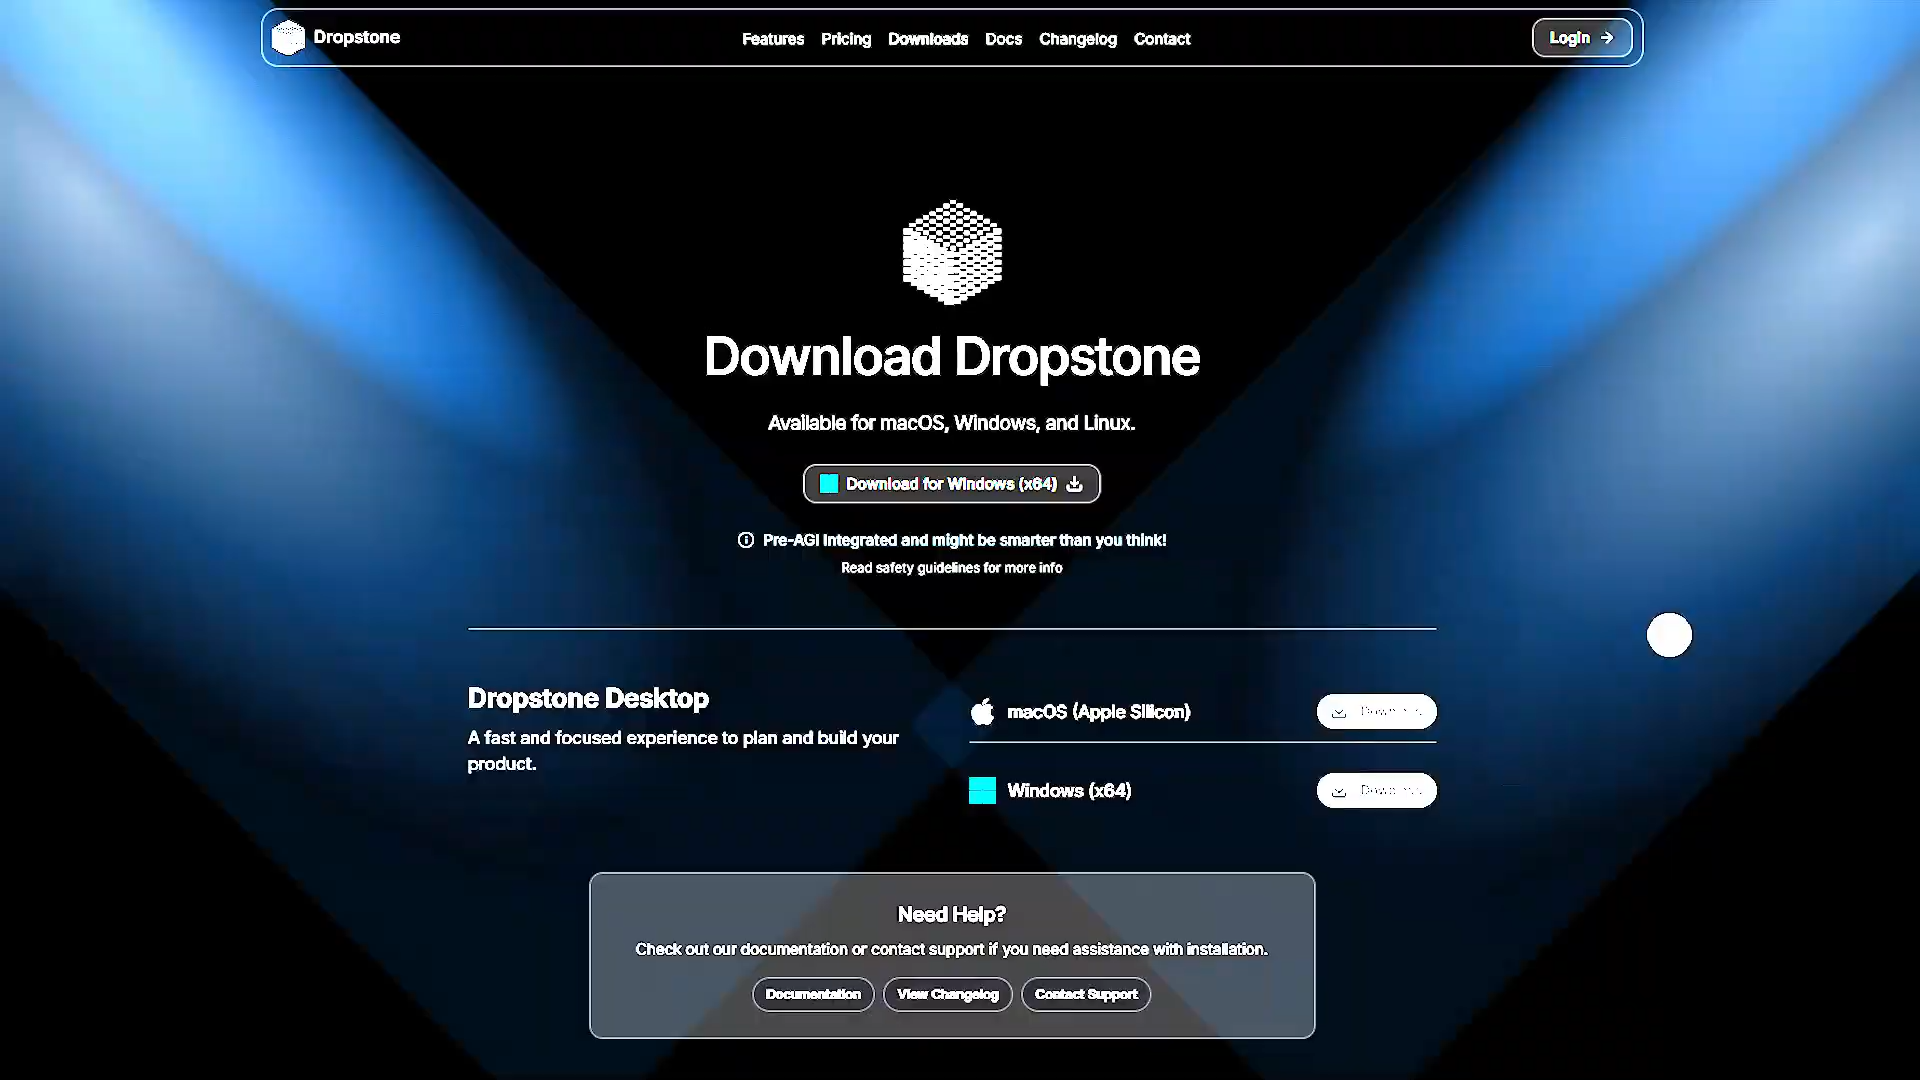 Dropstone
Features
Pricing
Downloads
Docs
Changelog
Contact
Login
Download Dropstone
Available for macOS, Windows, and Linux.
Download for Windows (x64)
Pre-AGI Integrated and might be smarter than you think!
Read safety guidelines for more info
Dropstone Desktop
A fast and focused experience to plan and build your
product.
macOS (Apple Silicon)
Windows (x64)
Need Help?
Check out our documentation or contact support if you need assistance with installation.
Documentation
View Changelog
Contact Support